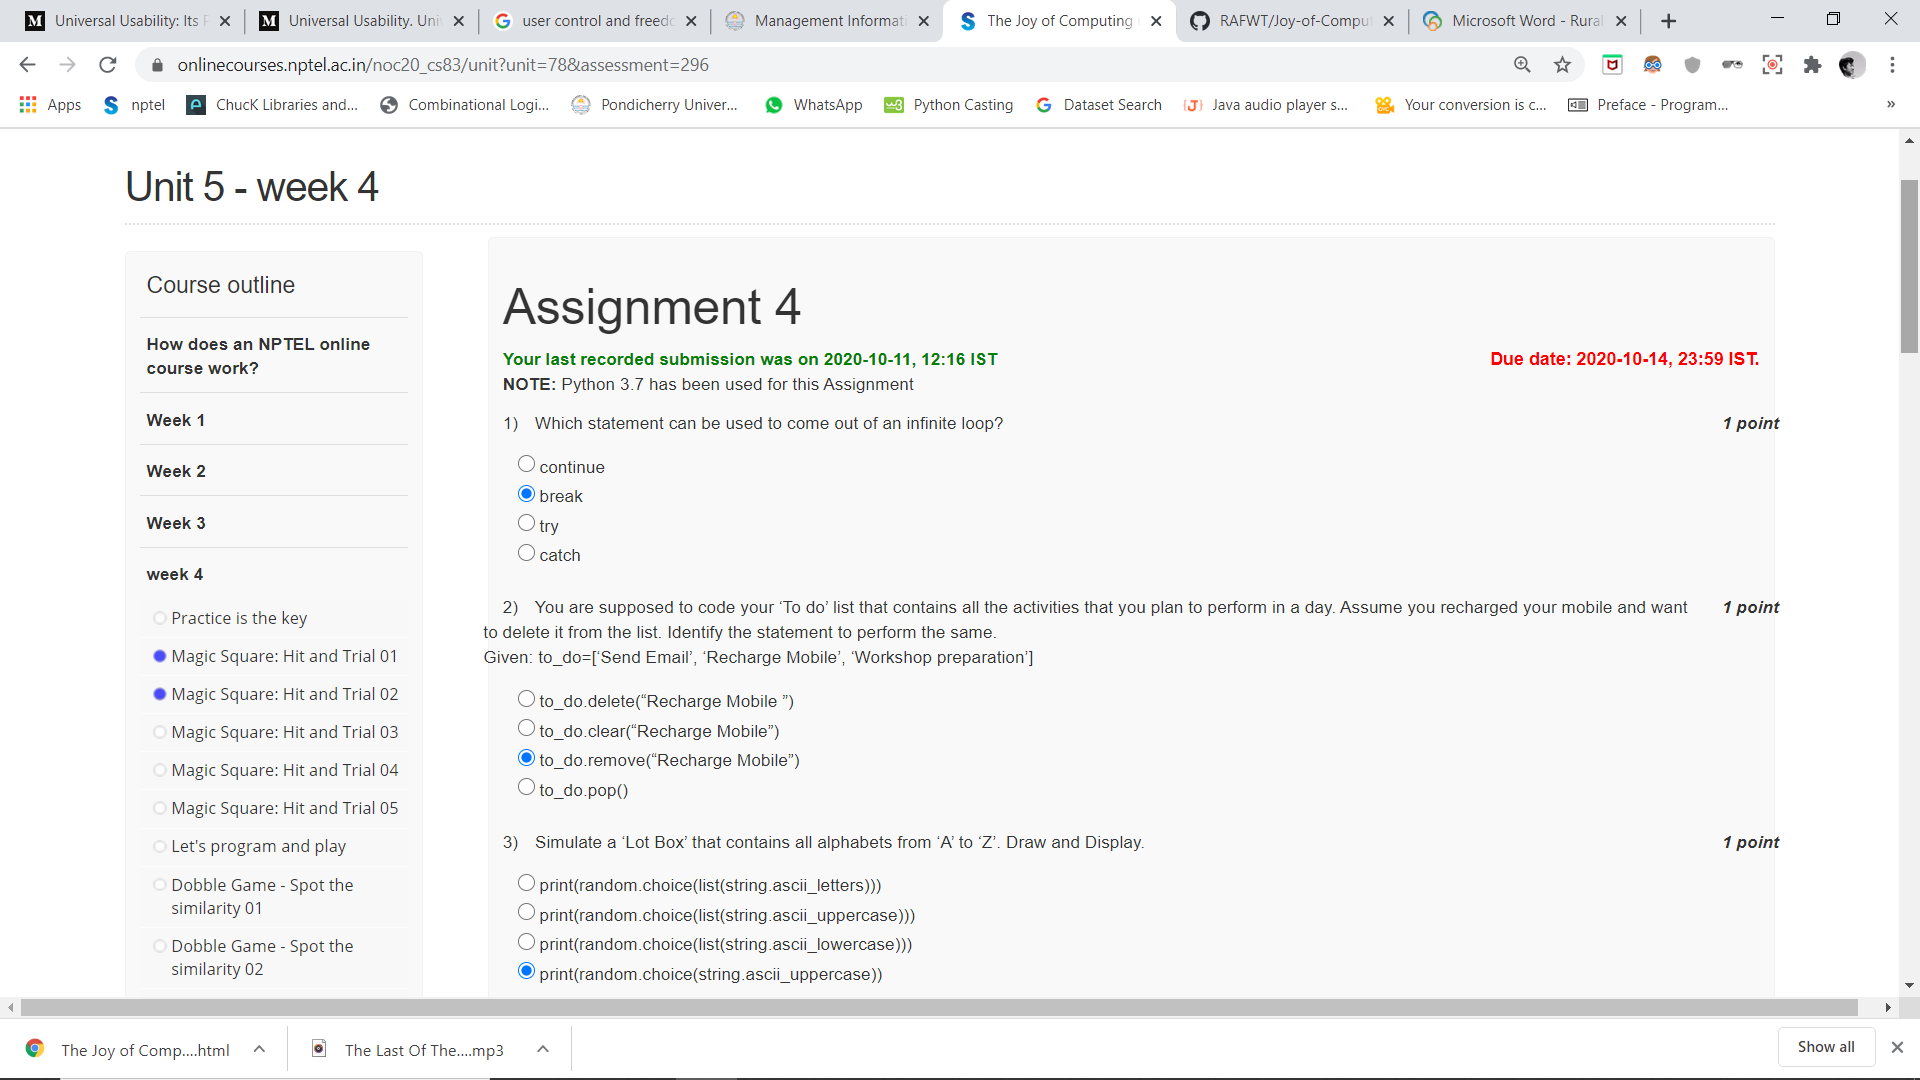 Universal Usability: Its P
Universal Usability. Univ
user control and freedo
Management Informati
The Joy of Computing
RAFWT/Joy-of-Comput
Microsoft Word - Rural
onlinecourses.nptel.ac.in/noc20_cs83/unit?unit=78&assessment=296
Apps
nptel
ChucK Libraries and...
Combinational Logi...
Pondicherry Univer...
WhatsApp
Python Casting
Dataset Search
Java audio player s...
Your conversion is c...
Preface - Program...
»
Unit 5 - week 4
Course outline
How does an NPTEL online
course work?
Week 1
Week 2
Week 3
week 4
Practice is the key
Magic Square: Hit and Trial 01
Magic Square: Hit and Trial 02
Magic Square: Hit and Trial 03
Magic Square: Hit and Trial 04
Magic Square: Hit and Trial 05
Let's program and play
Dobble Game - Spot the
similarity 01
Dobble Game - Spot the
similarity 02
Assignment 4
Your last recorded submission was on 2020-10-11, 12:16 IST
Due date: 2020-10-14, 23:59 IST.
NOTE: Python 3.7 has been used for this Assignment
1) Which statement can be used to come out of an infinite loop?
1 point
continue
break
try
catch
2) You are supposed to code your ‘To do’ list that contains all the activities that you plan to perform in a day. Assume you recharged your mobile and want
1 point
to delete it from the list. Identify the statement to perform the same.
Given: to_do=[‘Send Email’, ‘Recharge Mobile’, ‘Workshop preparation’]
to_do.delete(“Recharge Mobile ”)
to_do.clear(“Recharge Mobile”)
to_do.remove(“Recharge Mobile”)
to_do.pop()
3) Simulate a ‘Lot Box’ that contains all alphabets from ‘A’ to ‘Z’. Draw and Display.
1 point
print(random.choice(list(string.ascii_letters)))
print(random.choice(list(string.ascii_uppercase)))
print(random.choice(list(string.ascii_lowercase)))
print(random.choice(string.ascii_uppercase))
The Joy of Comp....html
The Last Of The....mp3
Show all